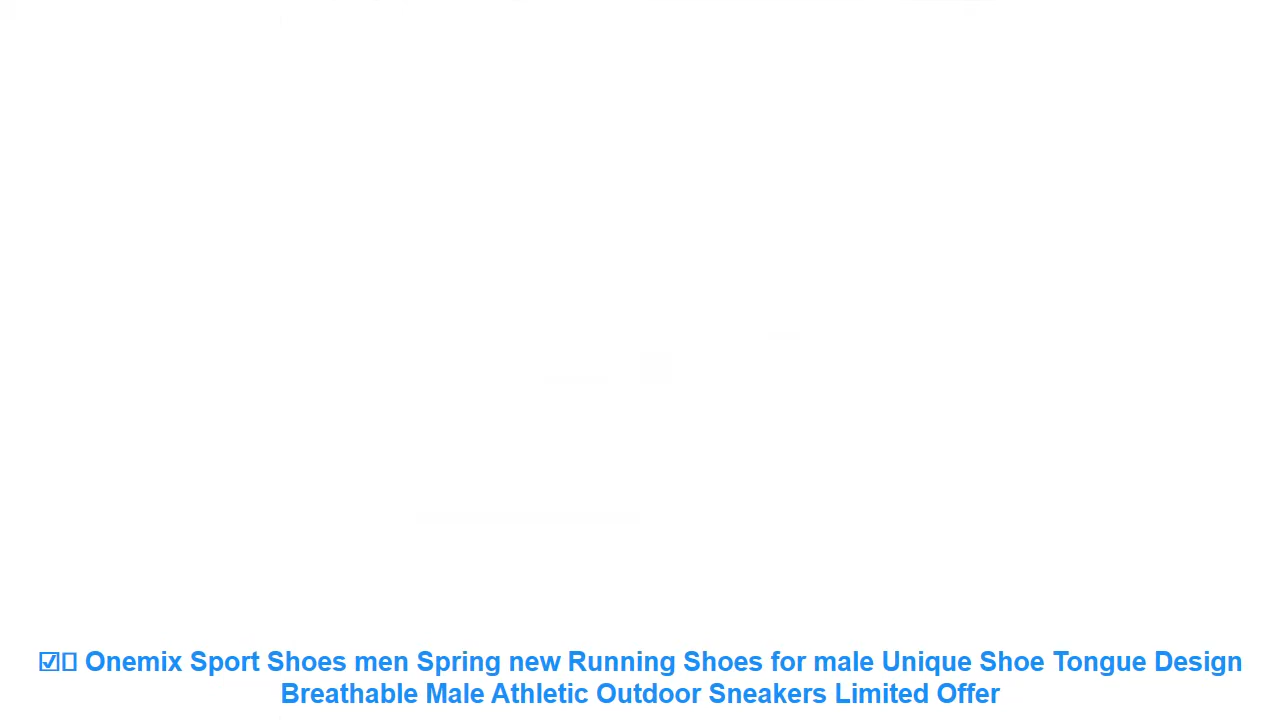 ☑️ Onemix Sport Shoes men Spring new Running Shoes for male Unique Shoe Tongue Design
Breathable Male Athletic Outdoor Sneakers Limited Offer